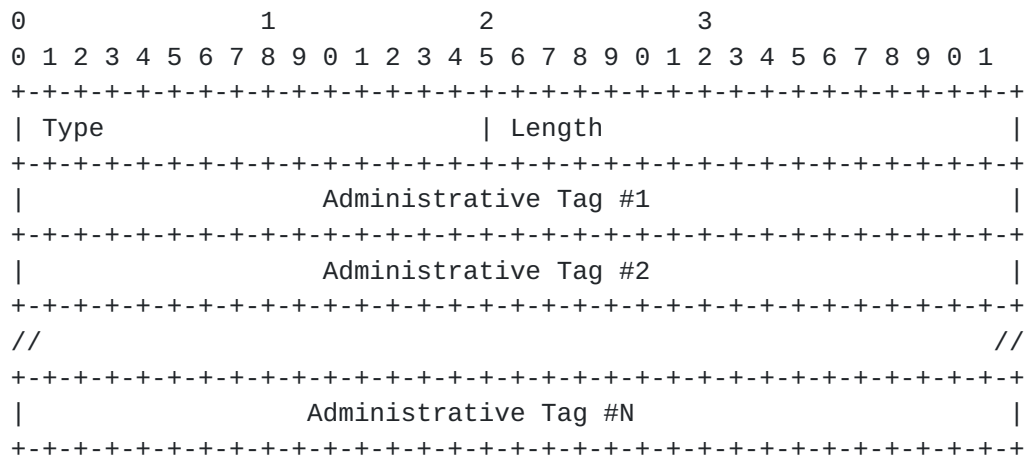 0                   1             2             3
0 1 2 3 4 5 6 7 8 9 0 1 2 3 4 5 6 7 8 9 0 1 2 3 4 5 6 7 8 9 0 1
+-+-+-+-+-+-+-+-+-+-+-+-+-+-+-+-+-+-+-+-+-+-+-+-+-+-+-+-+-+-+-+-+
| Type                        | Length                          |
+-+-+-+-+-+-+-+-+-+-+-+-+-+-+-+-+-+-+-+-+-+-+-+-+-+-+-+-+-+-+-+-+
|                   Administrative Tag #1                       |
+-+-+-+-+-+-+-+-+-+-+-+-+-+-+-+-+-+-+-+-+-+-+-+-+-+-+-+-+-+-+-+-+
|                   Administrative Tag #2                       |
+-+-+-+-+-+-+-+-+-+-+-+-+-+-+-+-+-+-+-+-+-+-+-+-+-+-+-+-+-+-+-+-+
//                                                             //
+-+-+-+-+-+-+-+-+-+-+-+-+-+-+-+-+-+-+-+-+-+-+-+-+-+-+-+-+-+-+-+-+
|                  Administrative Tag #N                        |
+-+-+-+-+-+-+-+-+-+-+-+-+-+-+-+-+-+-+-+-+-+-+-+-+-+-+-+-+-+-+-+-+